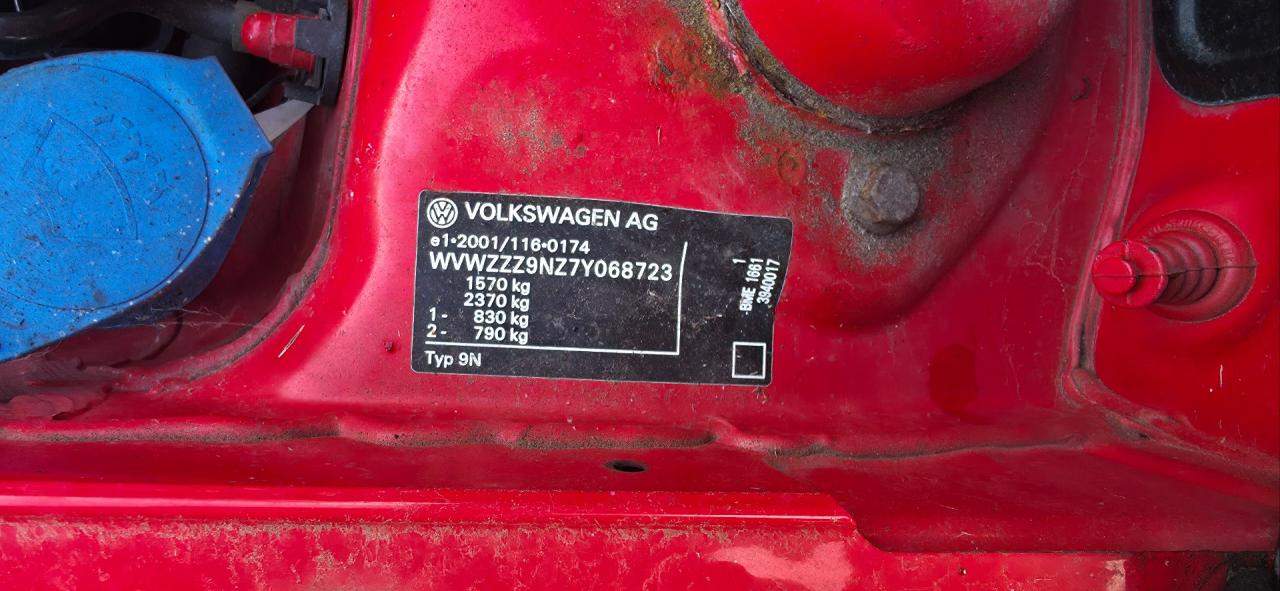 VOLKSWAGEN AG
e1*2001/116*0174
WVWZZZ9NZ7Y068723
1570 kg
2370 kg
1 - 830 kg
2 - 790 kg
Typ 9N
1
BME 1661
3940017